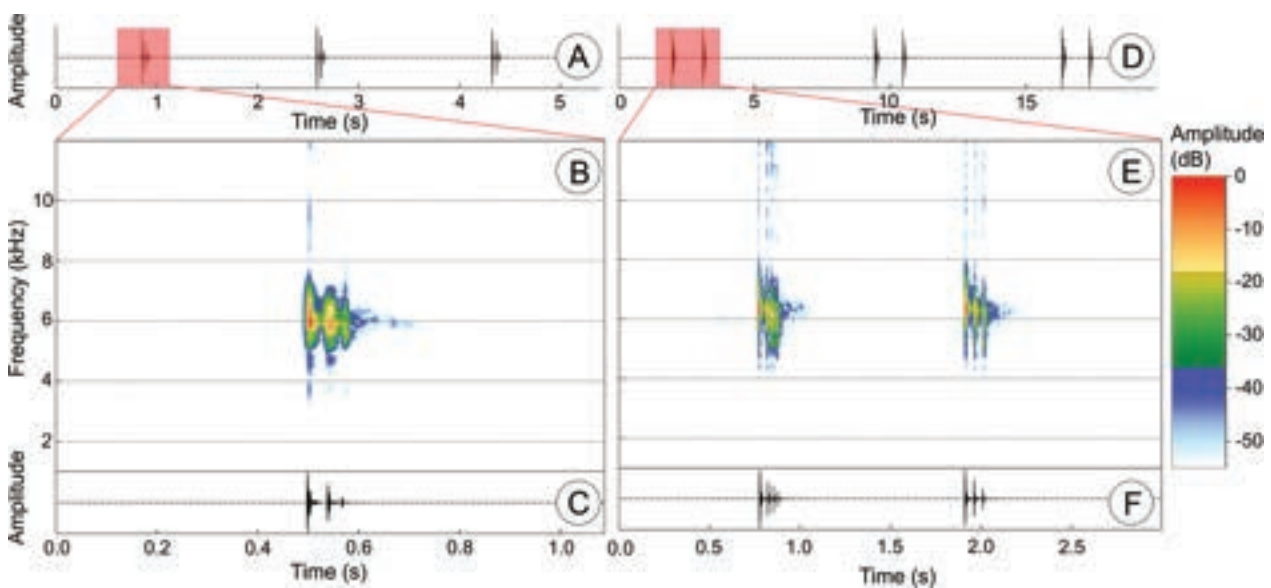 Amplitude
A
0 1 2 3 4 5
Time (s)
D
0 5 10 15
Time (s)
Frequency (kHz)
10
8
6
4
2
B
E
Amplitude
(dB)
0
-10
-20
-30
-40
-50
Amplitude
C
0.0 0.2 0.4 0.6 0.8 1.0
Time (s)
F
0.0 0.5 1.0 1.5 2.0 2.5
Time (s)